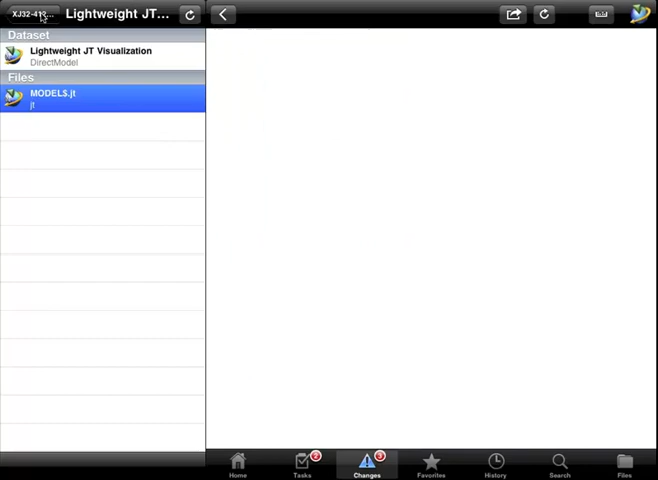 Lightweight JT...
Dataset
Lightweight JT Visualization
DirectModel
Files
MODEL$.jt
jt
Home
Tasks
2
Changes
3
Favorites
History
Search
Files